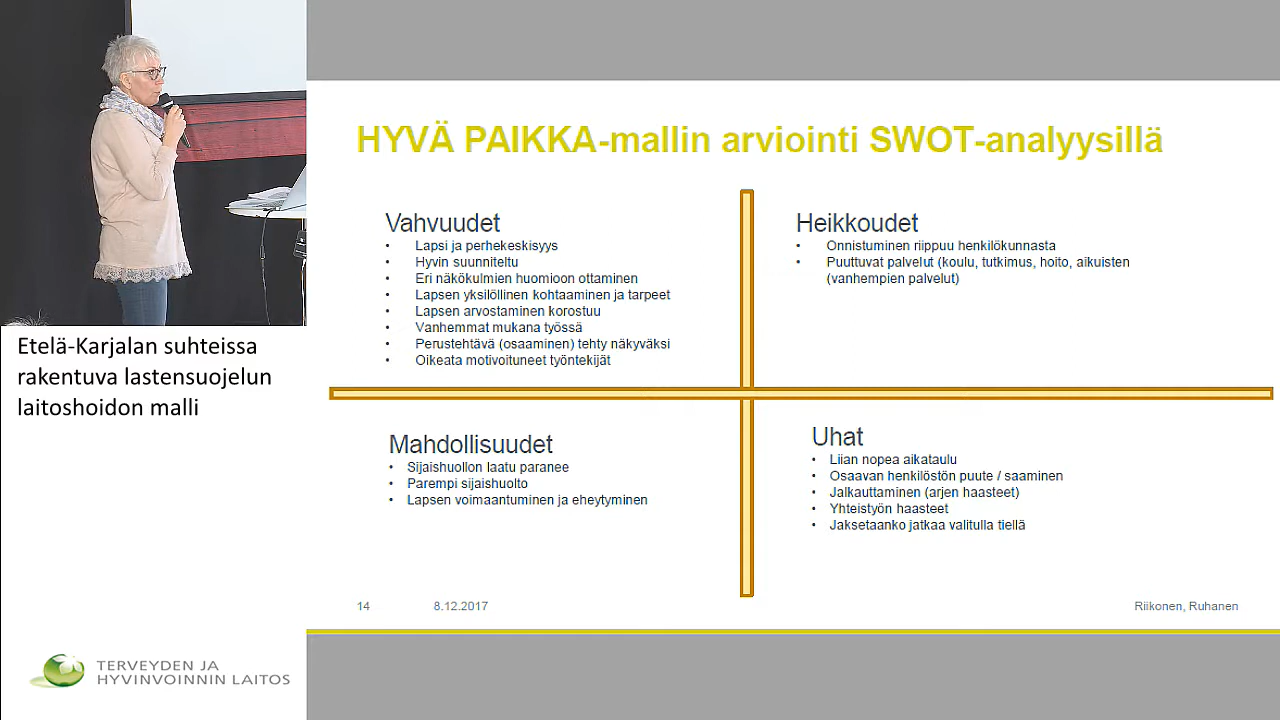 HYVÄ PAIKKA-mallin arviointi SWOT-analyysillä
Vahvuudet
• Lapsi ja perhekeskisyys
• Hyvin suunniteltu
• Eri näkökulmien huomioon ottaminen
• Lapsen yksilöllinen kohtaaminen ja tarpeet
• Lapsen arvostaminen korostuu
• Vanhemmat mukana työssä
• Perustehtävä (osaaminen) tehty näkyväksi
• Oikeata motivoituneet työntekijät
Heikkoudet
• Onnistuminen riippuu henkilökunnasta
• Puuttuvat palvelut (koulu, tutkimus, hoito, aikuisten
(vanhempien palvelut)
Mahdollisuudet
• Sijaishuollon laatu paranee
• Parempi sijaishuolto
• Lapsen voimaantuminen ja eheytyminen
Uhat
• Liian nopea aikataulu
• Osaavan henkilöstön puute / saaminen
• Jalkauttaminen (arjen haasteet)
• Yhteistyön haasteet
• Jaksetaanko jatkaa valitulla tiellä
14 8.12.2017 Riikonen, Ruhanen
Etelä-Karjalan suhteissa
rakentuva lastensuojelun
laitoshoidon malli
TERVEYDEN JA
HYVINVOINNIN LAITOS